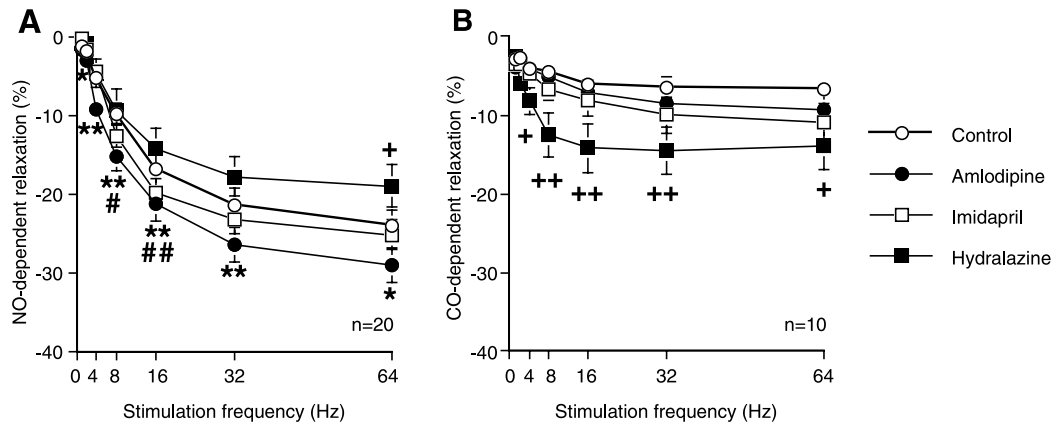 A
NO-dependent relaxation (%)
0
-10
-20
-30
-40
*
**
**
#
**
##
**
+
*
n=20
0 4 8 16 32 64
Stimulation frequency (Hz)
B
CO-dependent relaxation (%)
0
-10
-20
-30
-40
+
++
++
++
+
n=10
0 4 8 16 32 64
Stimulation frequency (Hz)
Control
Amlodipine
Imidapril
Hydralazine